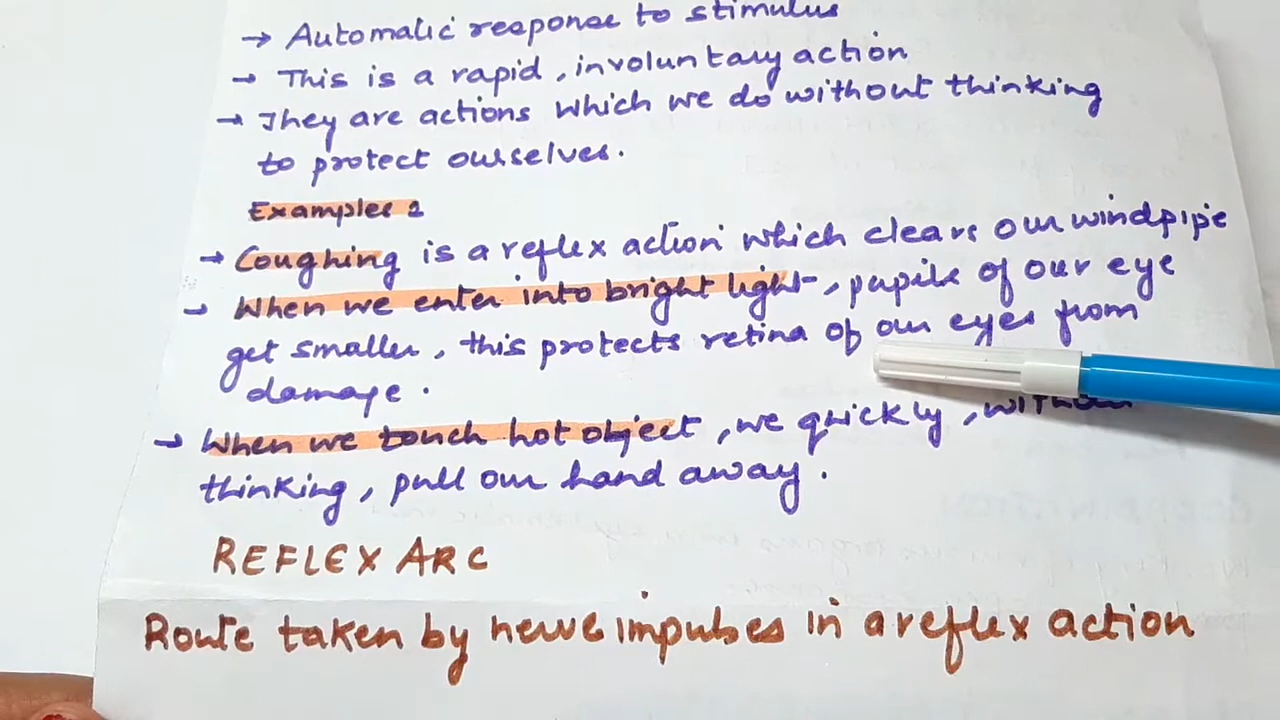 → Automatic response to stimulus
→ This is a rapid, involuntary action
→ They are actions which we do without thinking
to protect ourselves.
Examples
→ Coughing is a reflex action which clears our windpipe
→ When we enter into bright light, pupils of our eye
get smaller, this protects retina of our eyes from
damage.
→ When we touch hot object, we quickly, without
thinking, pull our hand away.
REFLEX ARC
Route taken by nerve impulses in a reflex action